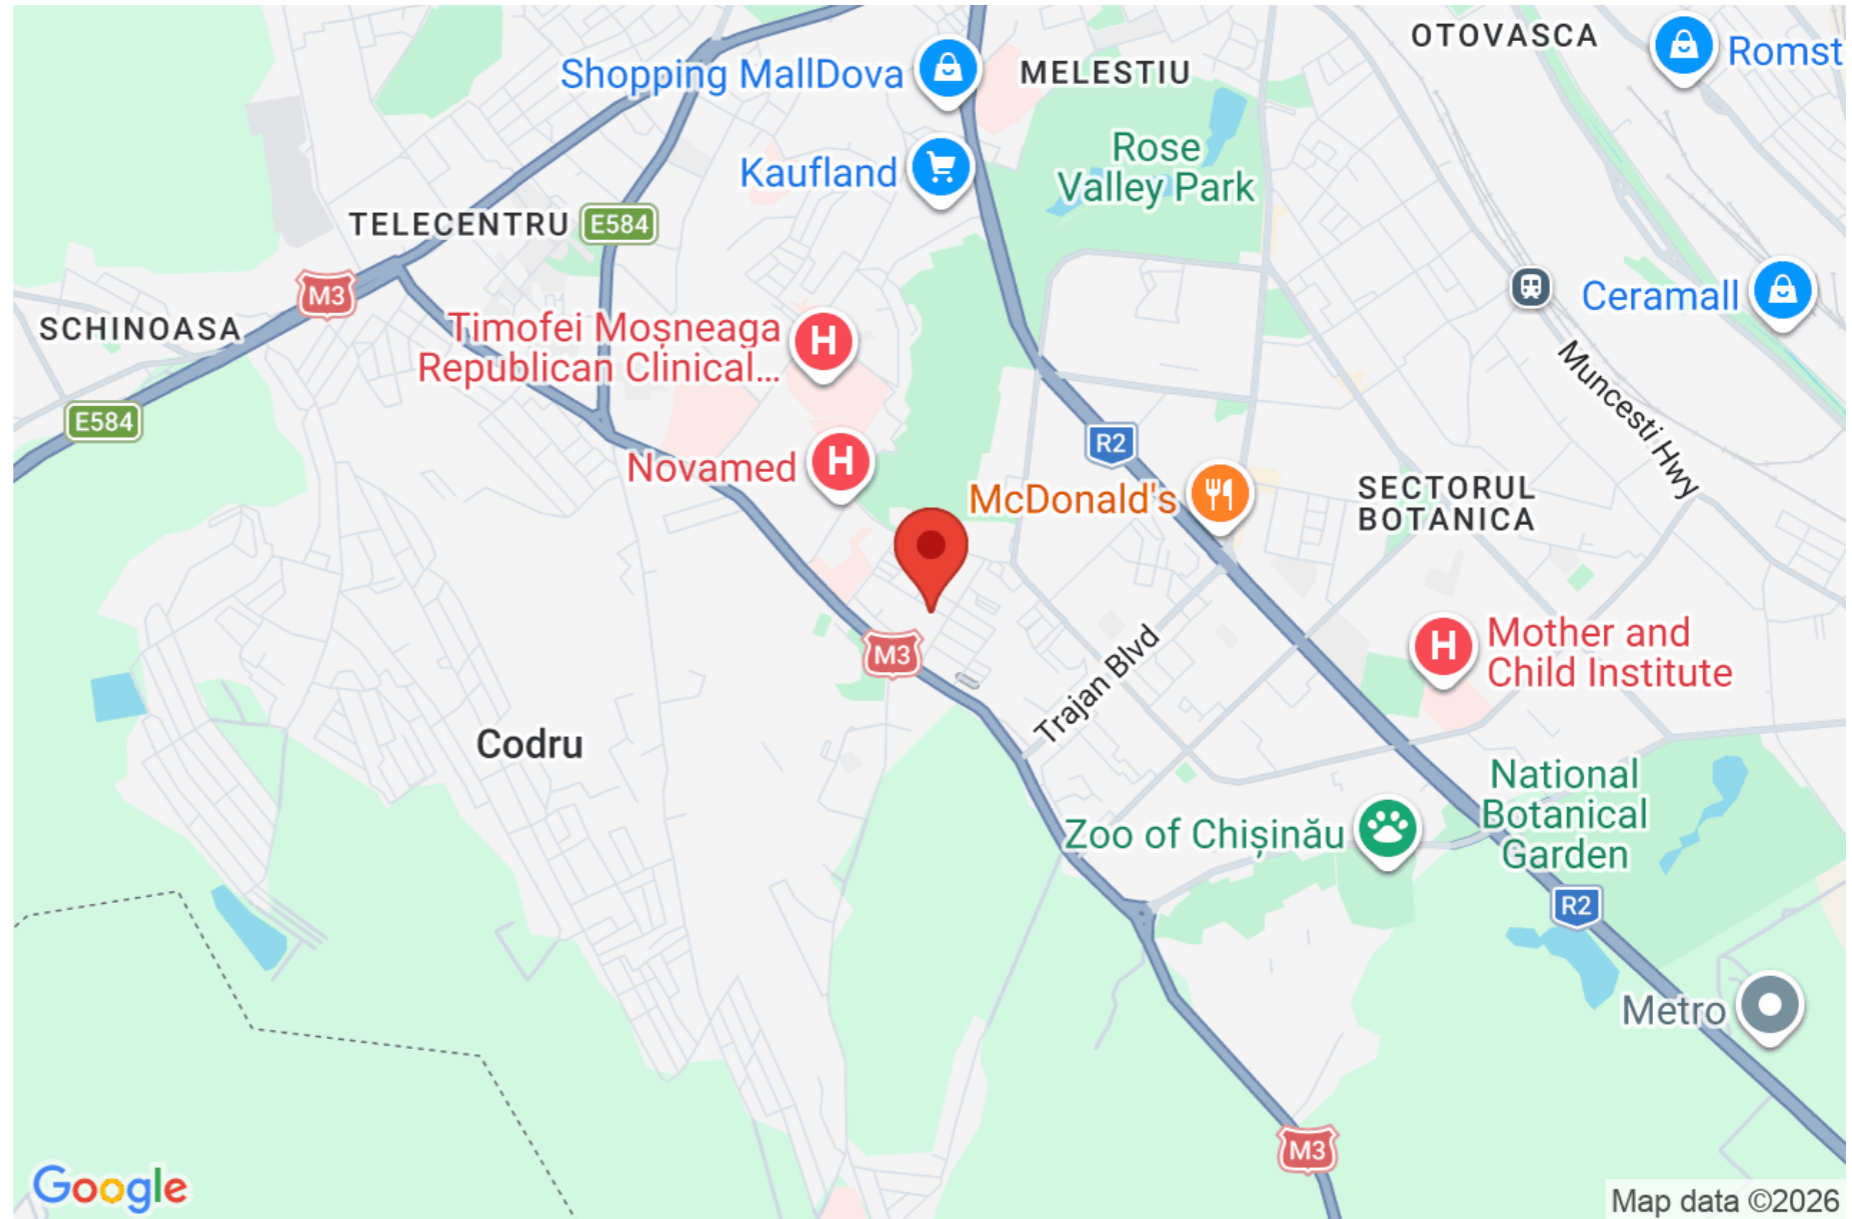 OTOVASCA
Romst
Shopping MallDova
MELESTIU
Rose
Valley Park
Kaufland
TELECENTRU
E584
M3
Ceramall
SCHINOASA
Timofei Moșneaga
Republican Clinical...
Muncesti Hwy
E584
R2
Novamed
McDonald's
SECTORUL
BOTANICA
M3
Mother and
Child Institute
Trajan Blvd
Codru
National
Botanical
Garden
Zoo of Chișinău
R2
Metro
M3
Google
Map data ©2026